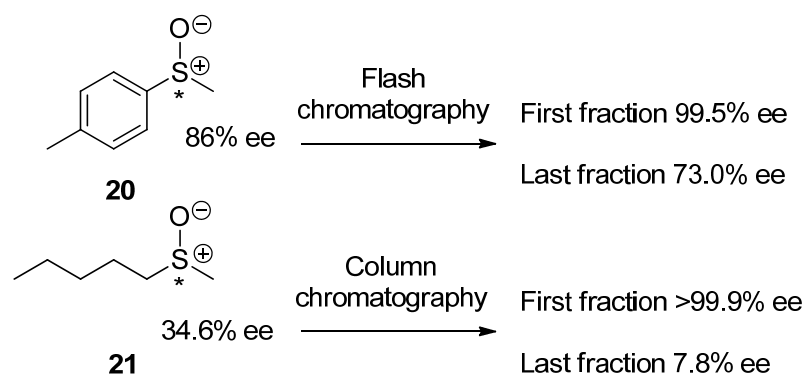 O⊖
S⊕
*
Flash
chromatography
First fraction 99.5% ee
86% ee
Last fraction 73.0% ee
20
O⊖
S⊕
*
Column
chromatography
First fraction >99.9% ee
34.6% ee
Last fraction 7.8% ee
21